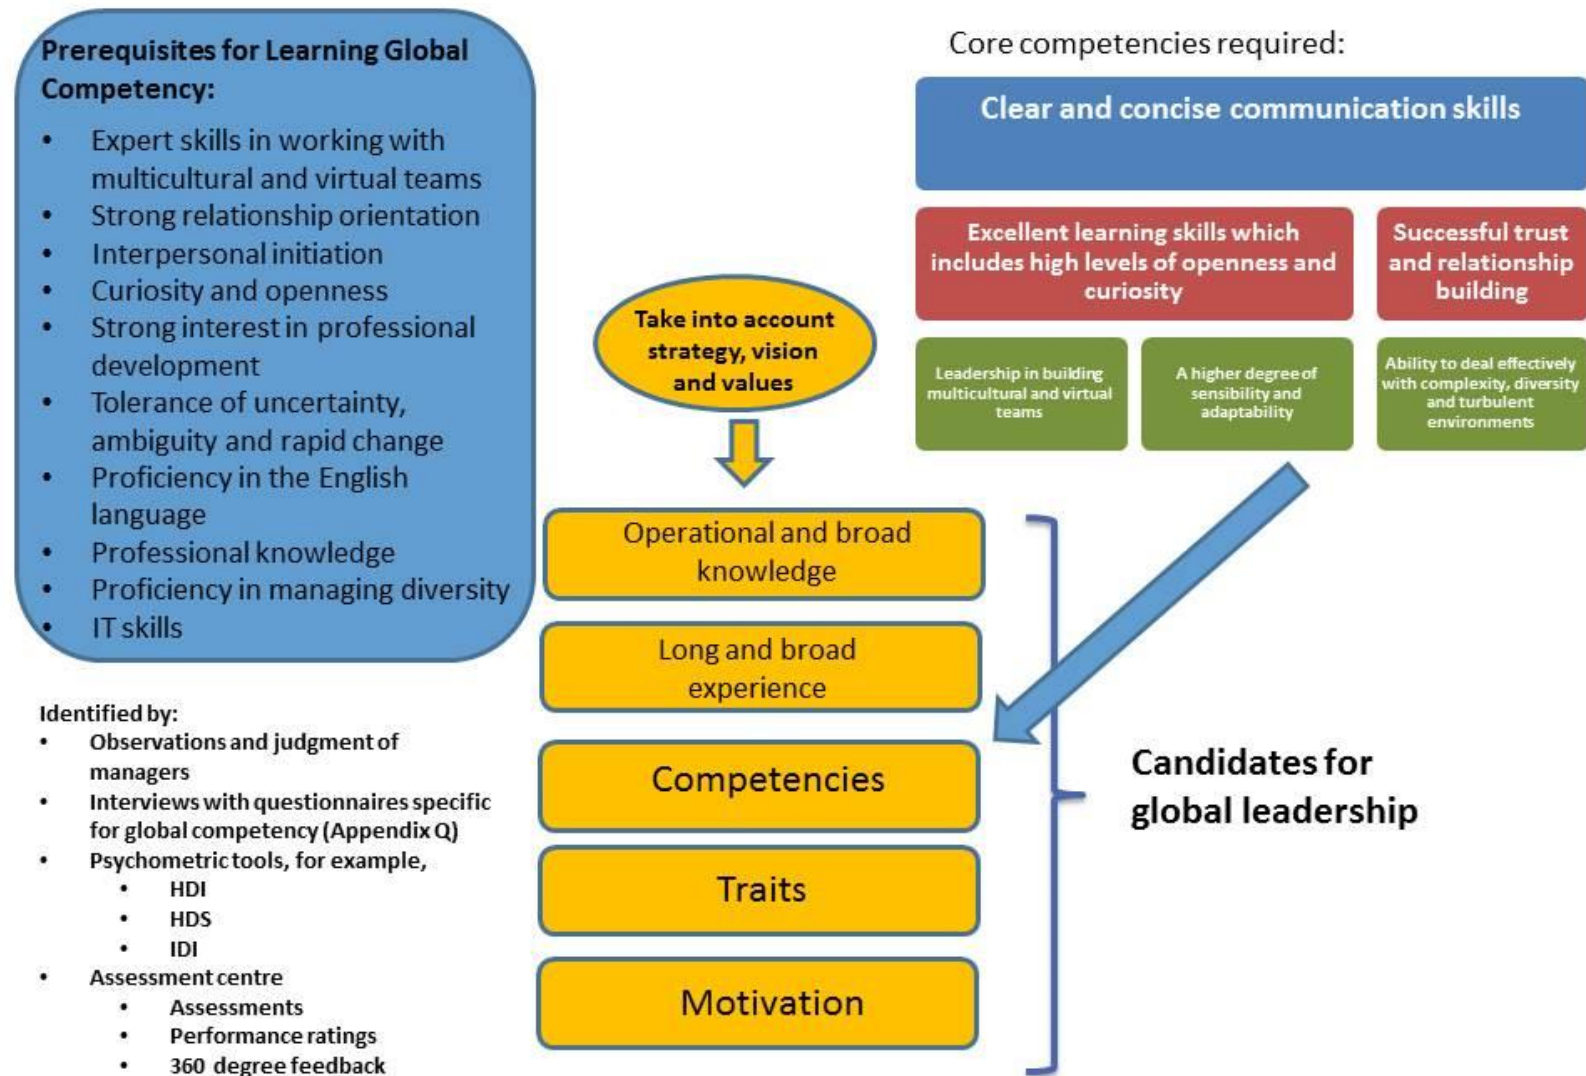 Prerequisites for Learning Global
Competency:
• Expert skills in working with
multicultural and virtual teams
• Strong relationship orientation
• Interpersonal initiation
• Curiosity and openness
• Strong interest in professional
development
• Tolerance of uncertainty,
ambiguity and rapid change
• Proficiency in the English
language
• Professional knowledge
• Proficiency in managing diversity
• IT skills
Identified by:
• Observations and judgment of
managers
• Interviews with questionnaires specific
for global competency (Appendix Q)
• Psychometric tools, for example,
• HDI
• HDS
• IDI
• Assessment centre
• Assessments
• Performance ratings
• 360 degree feedback
Take into account
strategy, vision
and values
Operational and broad
knowledge
Long and broad
experience
Competencies
Traits
Motivation
Core competencies required:
Clear and concise communication skills
Excellent learning skills which
includes high levels of openness and
curiosity
Successful trust
and relationship
building
Leadership in building
multicultural and virtual
teams
A higher degree of
sensibility and
adaptability
Ability to deal effectively
with complexity, diversity
and turbulent
environments
Candidates for
global leadership